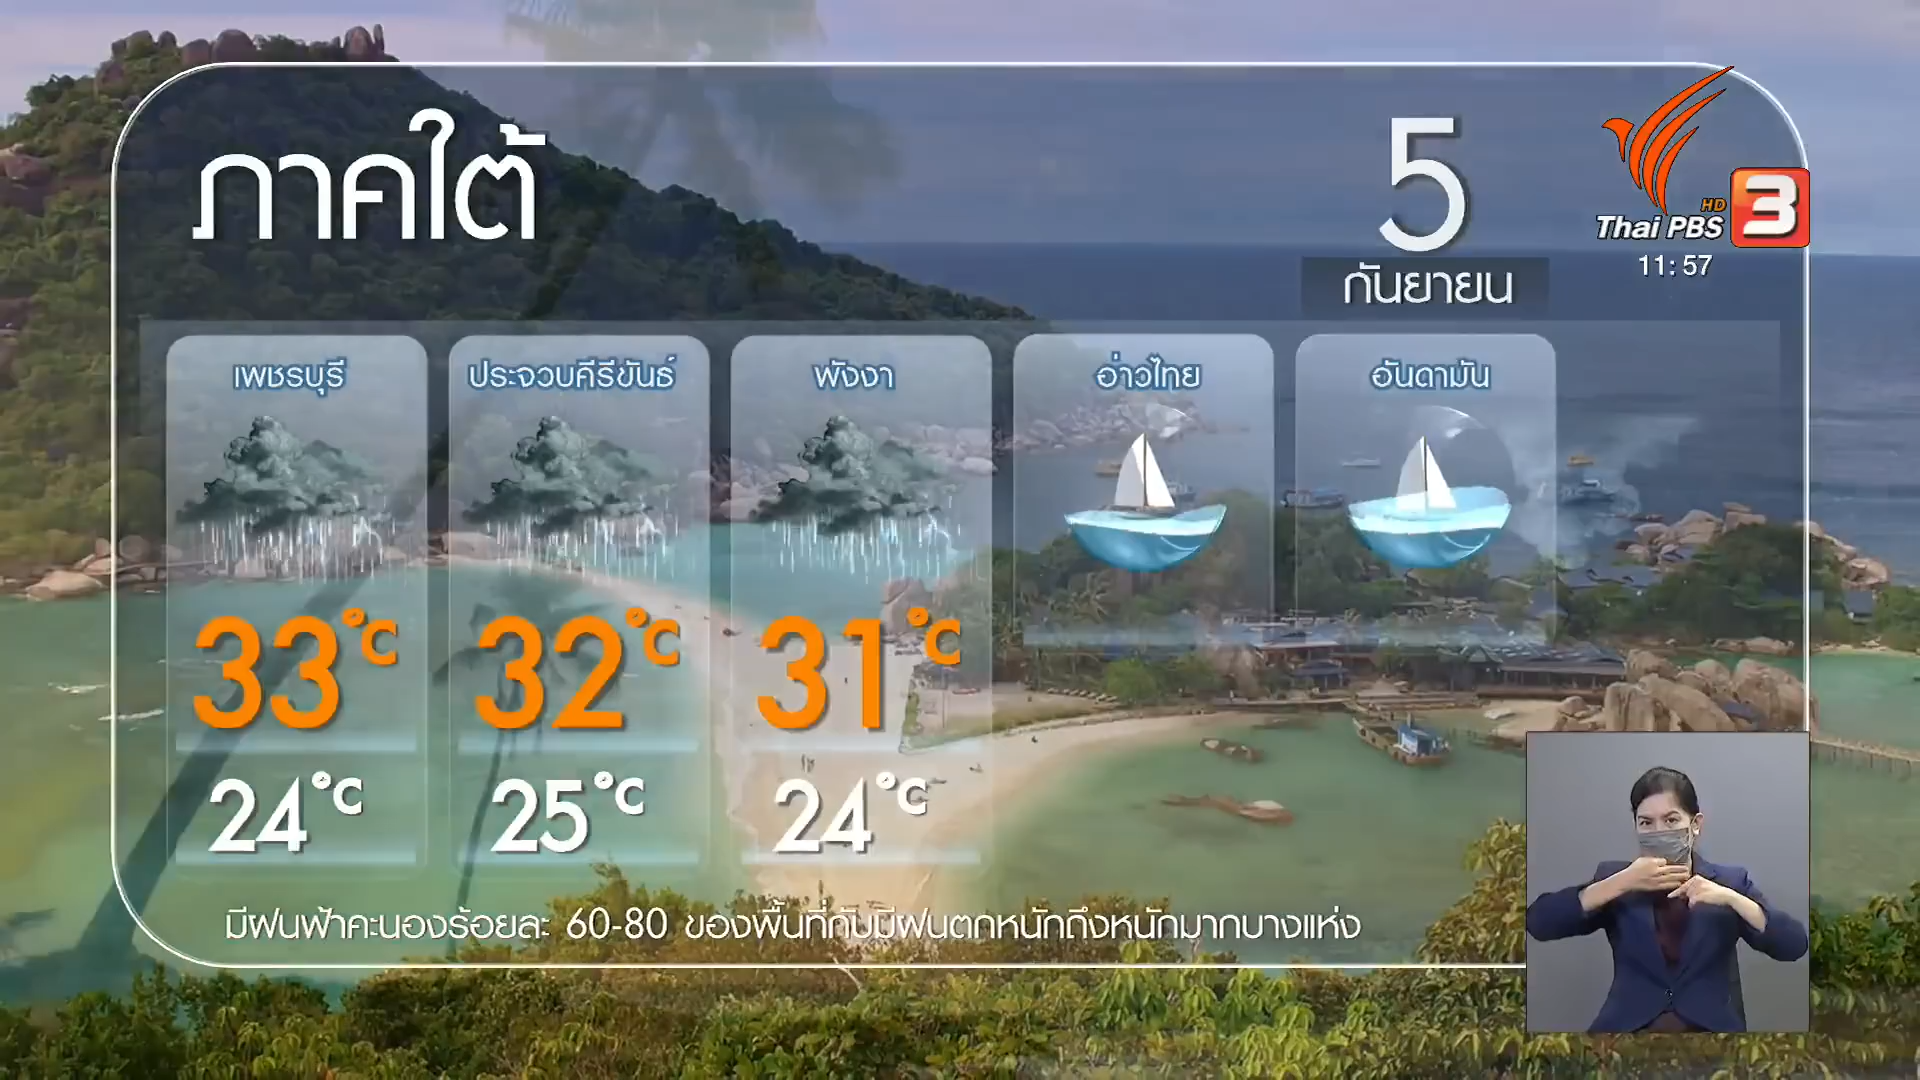 ภาคใต้
5
กันยายน
HD
Thai PBS 3
11:57
เพชรบุรี
ประจวบคีรีขันธ์
พังงา
อ่าวไทย
อันดามัน
33°C
32°C
31°C
24°C
25°C
24°C
มีฝนฟ้าคะนองร้อยละ 60-80 ของพื้นที่กับมีฝนตกหนักถึงหนักมากบางแห่ง